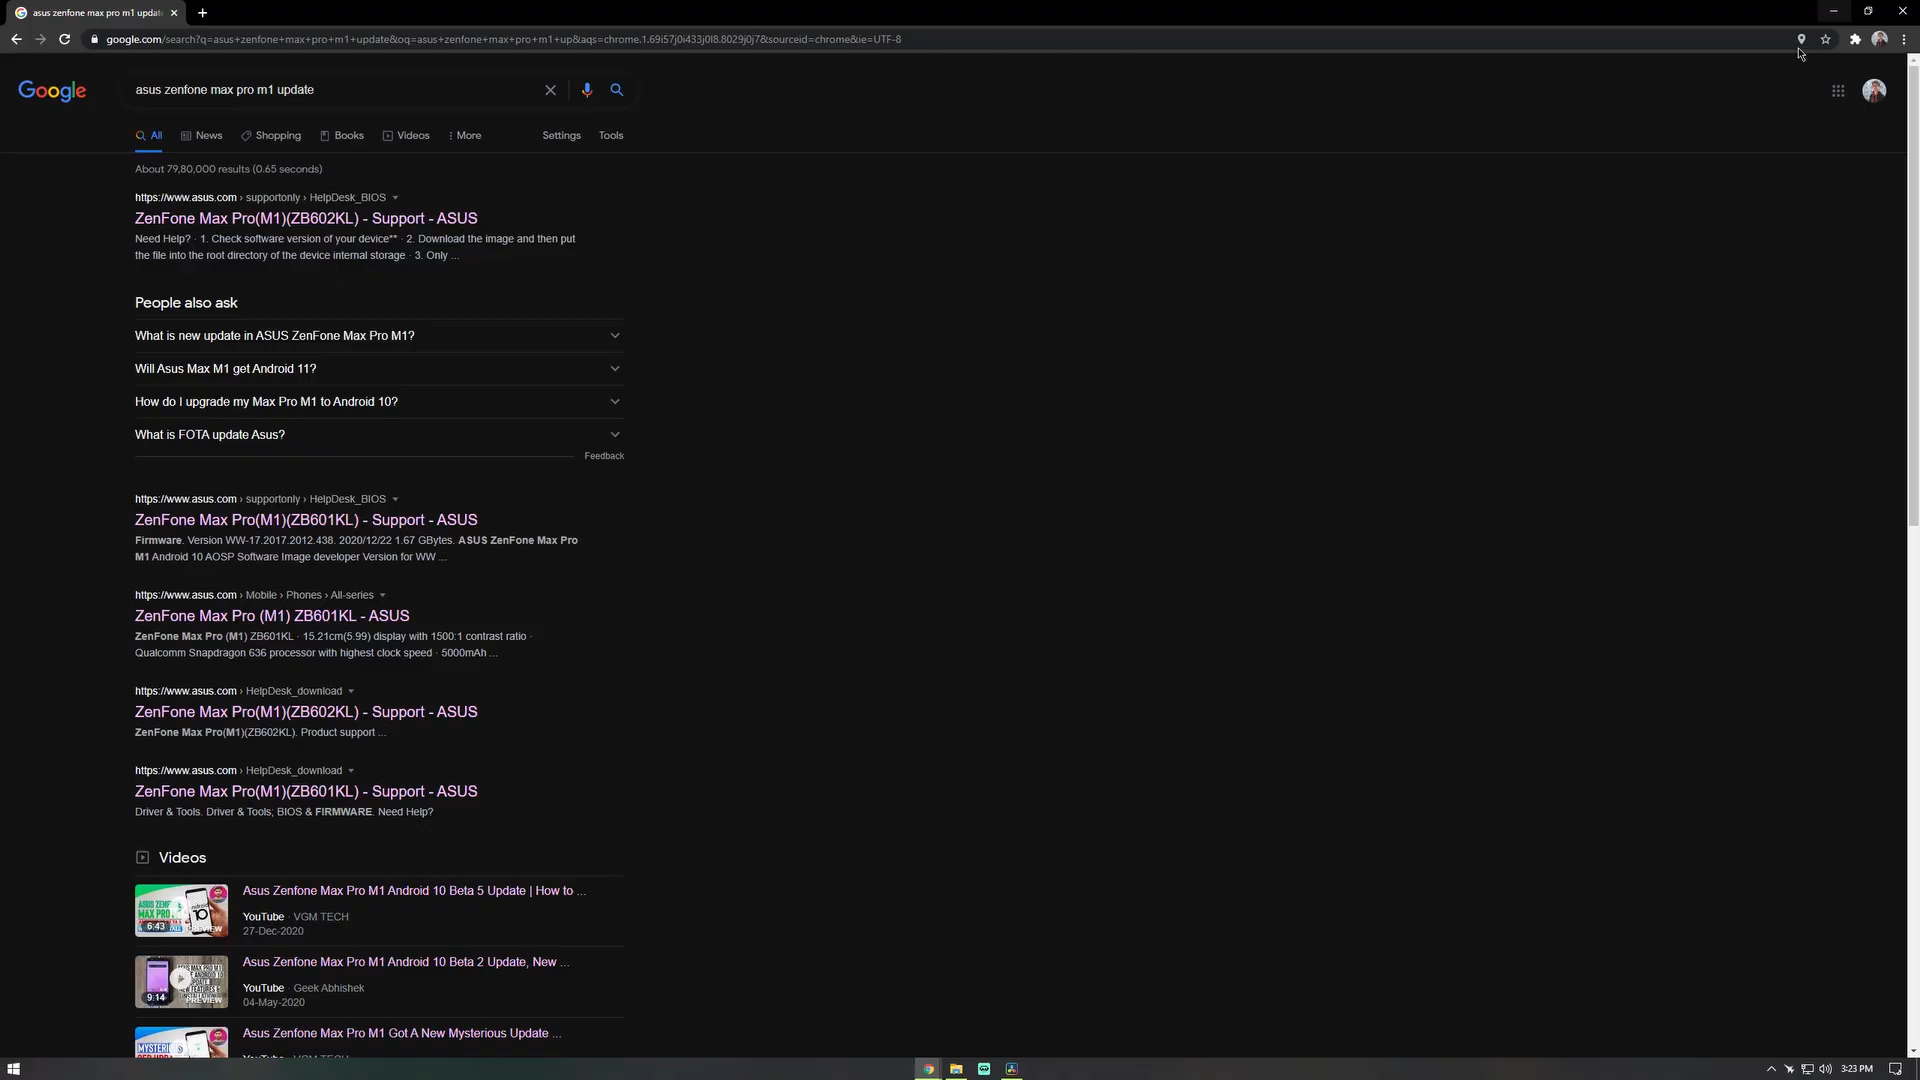 asus zenfone max pro m1 updat
google.com/search?q=asus+zenfone+max+pro+m1+update&oq=asus+zenfone+max+pro+m1+up&aqs=chrome.1.69i57j0i433j0l8.8029j0j7&sourceid=chrome&ie=UTF-8
Google
asus zenfone max pro m1 update
All News Shopping Books Videos More Settings Tools
About 79,80,000 results (0.65 seconds)
https://www.asus.com › supportonly › HelpDesk_BIOS
ZenFone Max Pro(M1)(ZB602KL) - Support - ASUS
Need Help? · 1. Check software version of your device** · 2. Download the image and then put
the file into the root directory of the device internal storage · 3. Only ...
People also ask
What is new update in ASUS ZenFone Max Pro M1?
Will Asus Max M1 get Android 11?
How do I upgrade my Max Pro M1 to Android 10?
What is FOTA update Asus?
Feedback
https://www.asus.com › supportonly › HelpDesk_BIOS
ZenFone Max Pro(M1)(ZB601KL) - Support - ASUS
Firmware. Version WW-17.2017.2012.438. 2020/12/22 1.67 GBytes. ASUS ZenFone Max Pro
M1 Android 10 AOSP Software Image developer Version for WW ...
https://www.asus.com › Mobile › Phones › All-series
ZenFone Max Pro (M1) ZB601KL - ASUS
ZenFone Max Pro (M1) ZB601KL · 15.21cm(5.99) display with 1500:1 contrast ratio ·
Qualcomm Snapdragon 636 processor with highest clock speed · 5000mAh ...
https://www.asus.com › HelpDesk_download
ZenFone Max Pro(M1)(ZB602KL) - Support - ASUS
ZenFone Max Pro(M1)(ZB602KL). Product support ...
https://www.asus.com › HelpDesk_download
ZenFone Max Pro(M1)(ZB601KL) - Support - ASUS
Driver & Tools. Driver & Tools; BIOS & FIRMWARE. Need Help?
Videos
Asus Zenfone Max Pro M1 Android 10 Beta 5 Update | How to ...
YouTube · VGM TECH
27-Dec-2020
6:43
PREVIEW
Asus Zenfone Max Pro M1 Android 10 Beta 2 Update, New ...
YouTube · Geek Abhishek
04-May-2020
9:14
PREVIEW
Asus Zenfone Max Pro M1 Got A New Mysterious Update ...
YouTube · VGM TECH
3:23 PM